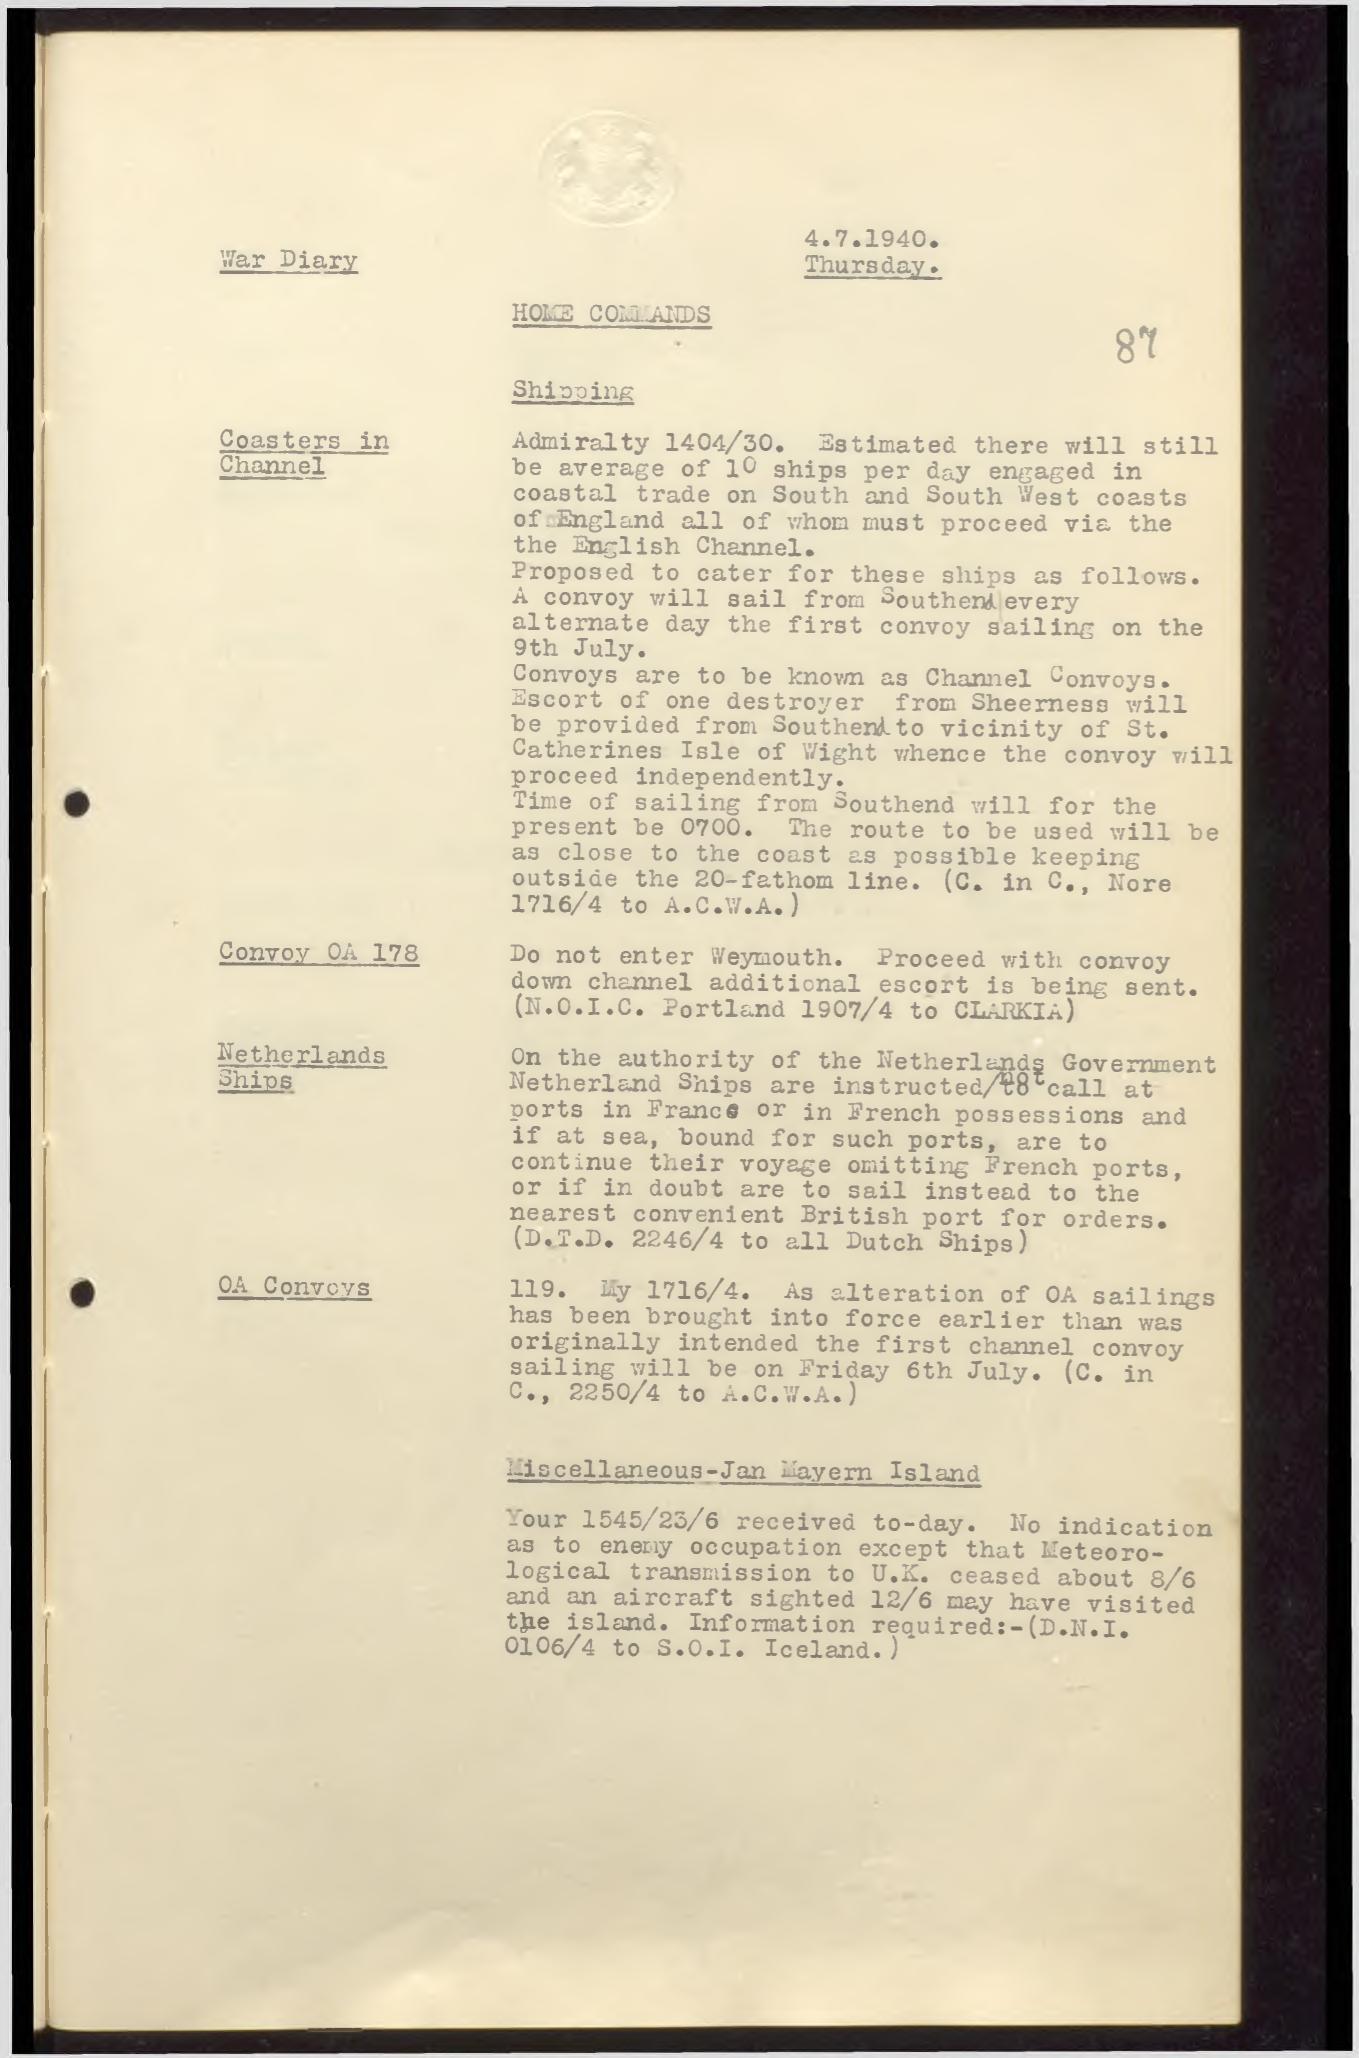 4.7.1940.
War Diary
Thursday.
HOME COMMANDS
87
Shipping
Coasters in
Channel
Admiralty 1404/30. Estimated there will still
be average of 10 ships per day engaged in
coastal trade on South and South West coasts
of England all of whom must proceed via the
the English Channel.
Proposed to cater for these ships as follows.
A convoy will sail from Southend every
alternate day the first convoy sailing on the
9th July.
Convoys are to be known as Channel Convoys.
Escort of one destroyer from Sheerness will
be provided from Southend to vicinity of St.
Catherines Isle of Wight whence the convoy will
proceed independently.
Time of sailing from Southend will for the
present be 0700. The route to be used will be
as close to the coast as possible keeping
outside the 20-fathom line. (C. in C., Nore
1716/4 to A.C.W.A.)
Convoy OA 178
Do not enter Weymouth. Proceed with convoy
down channel additional escort is being sent.
(N.O.I.C. Portland 1907/4 to CLARKIA)
Netherlands
Ships
On the authority of the Netherlands Government
Netherland Ships are instructed/not to call at
ports in France or in French possessions and
if at sea, bound for such ports, are to
continue their voyage omitting French ports,
or if in doubt are to sail instead to the
nearest convenient British port for orders.
(D.T.D. 2246/4 to all Dutch Ships)
OA Convoys
119. My 1716/4. As alteration of OA sailings
has been brought into force earlier than was
originally intended the first channel convoy
sailing will be on Friday 6th July. (C. in
C., 2250/4 to A.C.W.A.)
Miscellaneous-Jan Mayern Island
Your 1545/23/6 received to-day. No indication
as to enemy occupation except that Meteoro-
logical transmission to U.K. ceased about 8/6
and an aircraft sighted 12/6 may have visited
the island. Information required:-(D.N.I.
0106/4 to S.O.I. Iceland.)